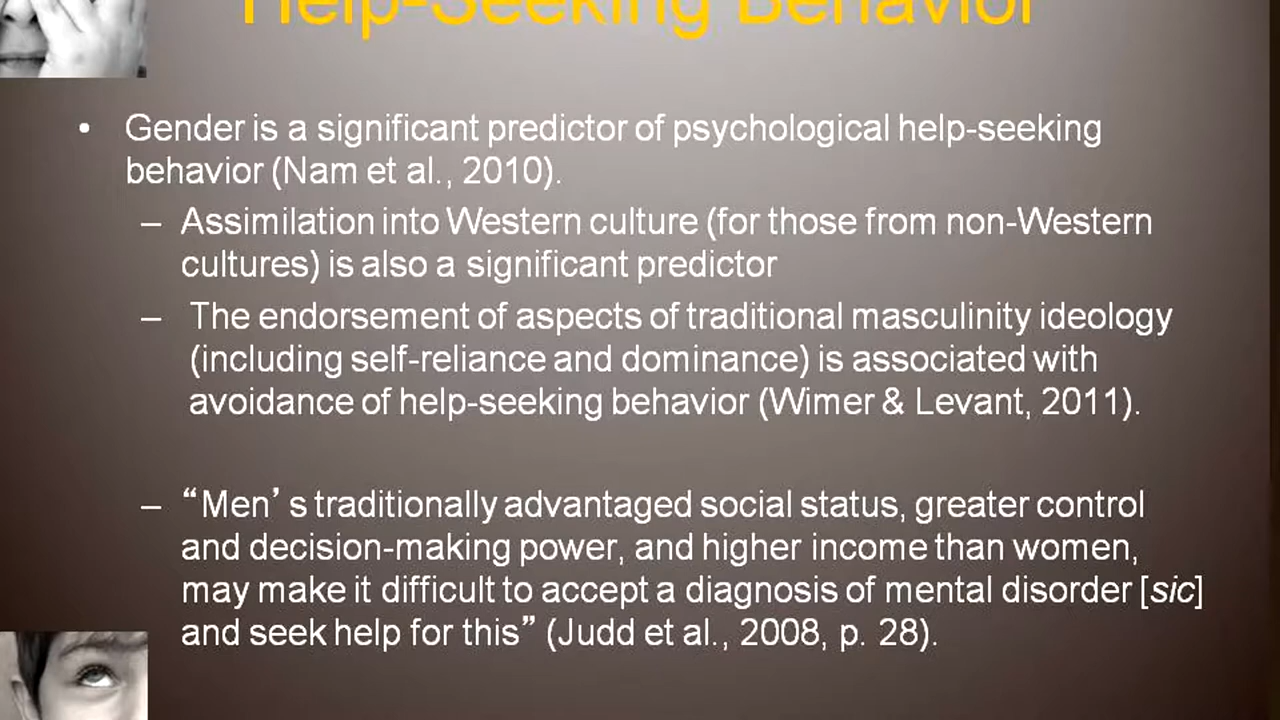 Help-Seeking Behavior
• Gender is a significant predictor of psychological help-seeking
behavior (Nam et al., 2010).
– Assimilation into Western culture (for those from non-Western
cultures) is also a significant predictor
– The endorsement of aspects of traditional masculinity ideology
(including self-reliance and dominance) is associated with
avoidance of help-seeking behavior (Wimer & Levant, 2011).
– “Men’s traditionally advantaged social status, greater control
and decision-making power, and higher income than women,
may make it difficult to accept a diagnosis of mental disorder [sic]
and seek help for this” (Judd et al., 2008, p. 28).